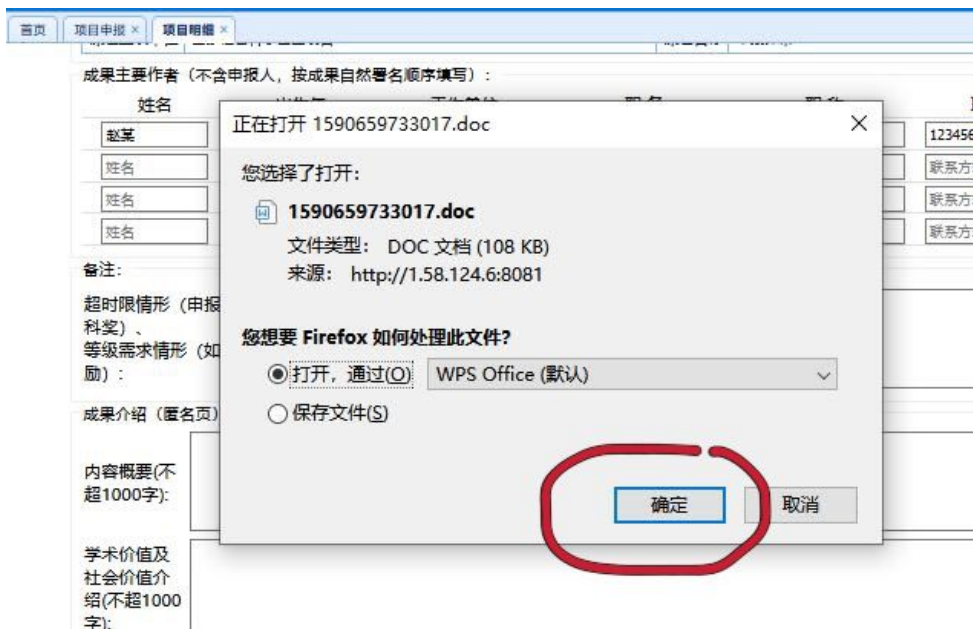 首页 项目申报 × 项目明细 ×
成果主要作者（不含申报人，按成果自然署名顺序填写）：
姓名
正在打开 1590659733017.doc
赵某
123456
您选择了打开：
姓名
联系方
1590659733017.doc
姓名
联系方
文件类型： DOC 文档 (108 KB)
姓名
联系方
来源： http://1.58.124.6:8081
备注：
超时限情形（申报
科奖）、
等级需求情形（如
励）：
您想要 Firefox 如何处理此文件?
打开，通过(O) WPS Office (默认)
保存文件(S)
成果介绍（匿名页）
内容概要(不
超1000字):
确定 取消
学术价值及
社会价值介
绍(不超1000
字):